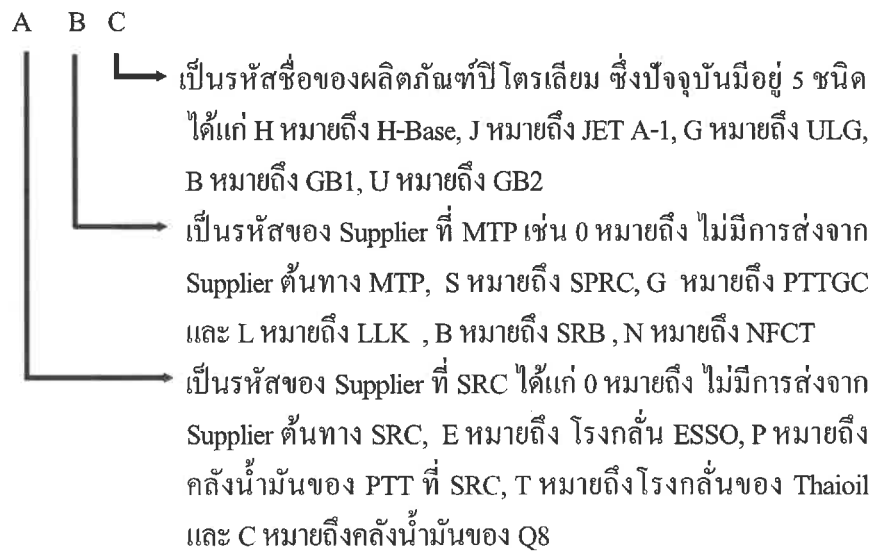 A B C
เป็นรหัสชื่อของผลิตภัณฑ์ปิโตรเลียม ซึ่งปัจจุบันมีอยู่ 5 ชนิด
ได้แก่ H หมายถึง H-Base, J หมายถึง JET A-1, G หมายถึง ULG,
B หมายถึง GB1, U หมายถึง GB2
เป็นรหัสของ Supplier ที่ MTP เช่น 0 หมายถึง ไม่มีการส่งจาก
Supplier ต้นทาง MTP, S หมายถึง SPRC, G หมายถึง PTTGC
และ L หมายถึง LLK , B หมายถึง SRB , N หมายถึง NFCT
เป็นรหัสของ Supplier ที่ SRC ได้แก่ 0 หมายถึง ไม่มีการส่งจาก
Supplier ต้นทาง SRC, E หมายถึง โรงกลั่น ESSO, P หมายถึง
คลังน้ำมันของ PTT ที่ SRC, T หมายถึงโรงกลั่นของ Thaioil
และ C หมายถึงคลังน้ำมันของ Q8